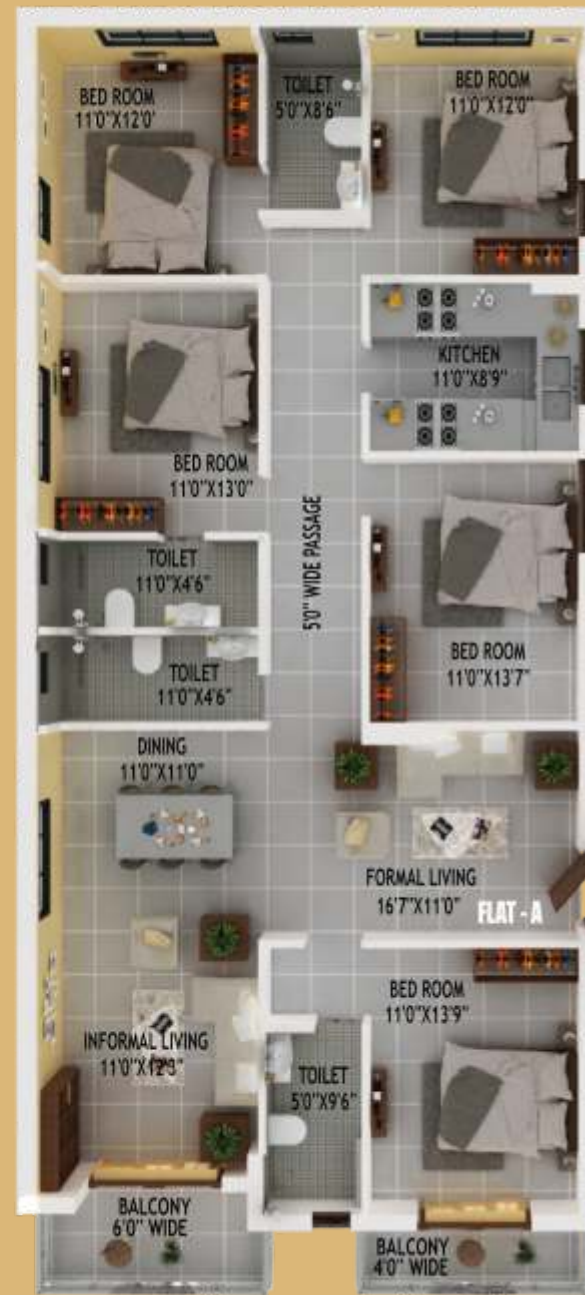 BED ROOM
11'0"X12'0'
TOILET
5'0"X8'6"
BED ROOM
11'0"X12'0"
KITCHEN
11'0"X8'9"
BED ROOM
11'0"X13'0"
5'0" WIDE PASSAGE
TOILET
11'0"X4'6"
BED ROOM
11'0"X13'7"
TOILET
11'0"X4'6"
DINING
11'0"X11'0"
FORMAL LIVING
16'7"X11'0"
FLAT - A
BED ROOM
11'0"X13'9"
INFORMAL LIVING
11'0"X12'3"
TOILET
5'0"X9'6"
BALCONY
6'0" WIDE
BALCONY
4'0" WIDE